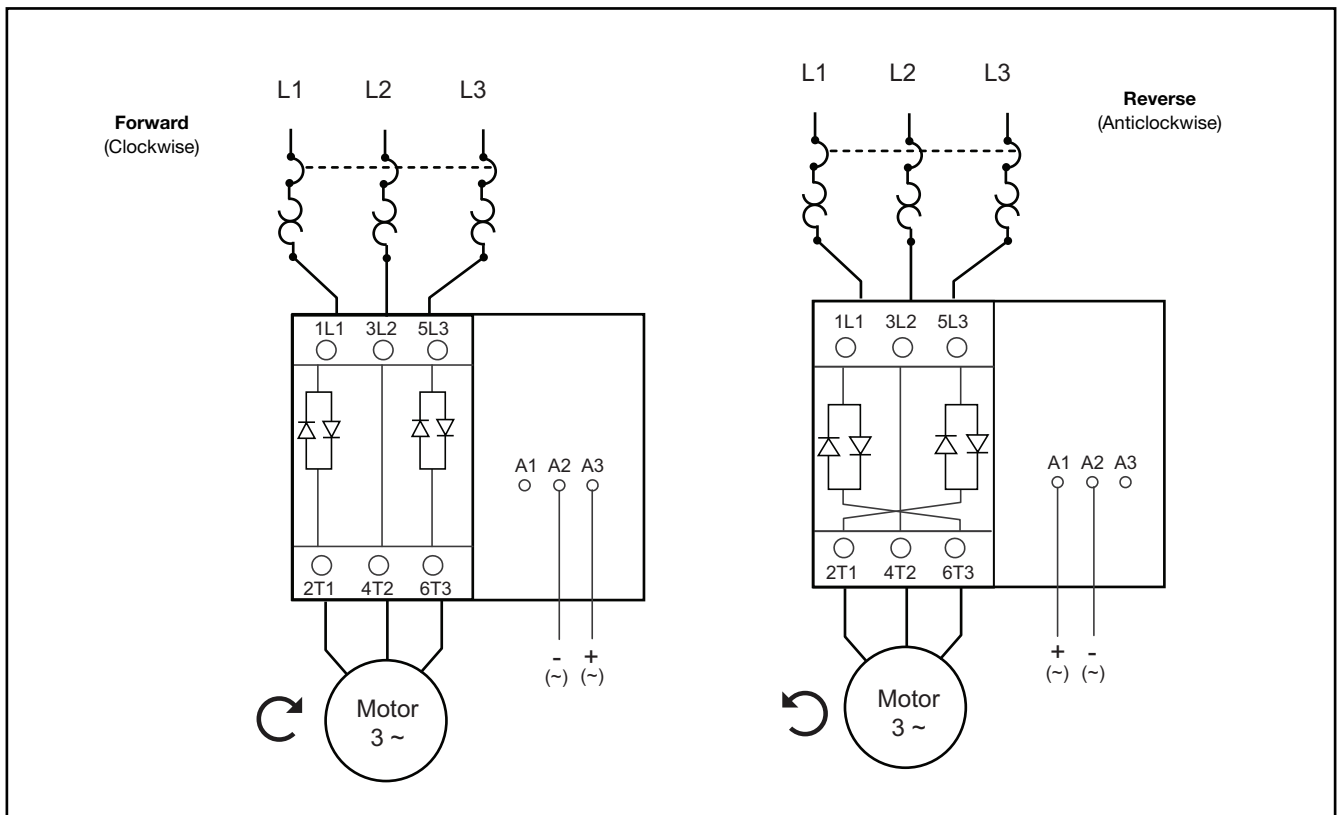 L1 L2 L3
Forward
(Clockwise)
1L1 3L2 5L3
A1 A2 A3
2T1 4T2 6T3
- +
(~) (~)
Motor
3 ~
L1 L2 L3
Reverse
(Anticlockwise)
1L1 3L2 5L3
A1 A2 A3
2T1 4T2 6T3
+ -
(~) (~)
Motor
3 ~